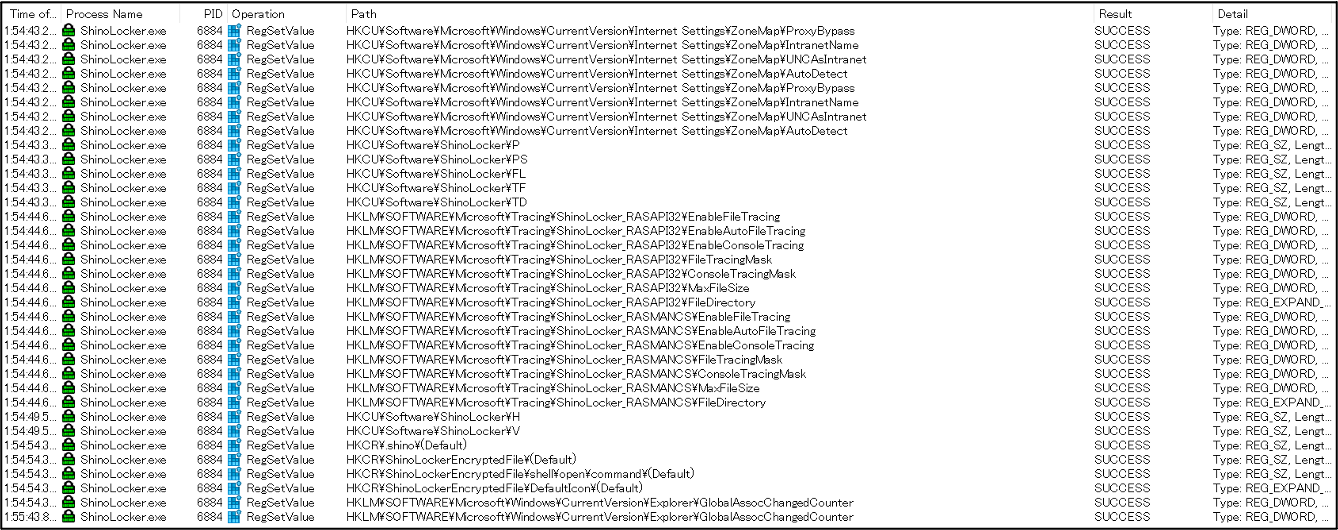 Time of... Process Name PID Operation Path Result Detail
1:54:43.2... ShinoLocker.exe 6884 RegSetValue HKCU¥Software¥Microsoft¥Windows¥CurrentVersion¥Internet Settings¥ZoneMap¥ProxyBypass SUCCESS Type: REG_DWORD, ...
1:54:43.2... ShinoLocker.exe 6884 RegSetValue HKCU¥Software¥Microsoft¥Windows¥CurrentVersion¥Internet Settings¥ZoneMap¥IntranetName SUCCESS Type: REG_DWORD, ...
1:54:43.2... ShinoLocker.exe 6884 RegSetValue HKCU¥Software¥Microsoft¥Windows¥CurrentVersion¥Internet Settings¥ZoneMap¥UNCAsIntranet SUCCESS Type: REG_DWORD, ...
1:54:43.2... ShinoLocker.exe 6884 RegSetValue HKCU¥Software¥Microsoft¥Windows¥CurrentVersion¥Internet Settings¥ZoneMap¥AutoDetect SUCCESS Type: REG_DWORD, ...
1:54:43.2... ShinoLocker.exe 6884 RegSetValue HKCU¥Software¥Microsoft¥Windows¥CurrentVersion¥Internet Settings¥ZoneMap¥ProxyBypass SUCCESS Type: REG_DWORD, ...
1:54:43.2... ShinoLocker.exe 6884 RegSetValue HKCU¥Software¥Microsoft¥Windows¥CurrentVersion¥Internet Settings¥ZoneMap¥IntranetName SUCCESS Type: REG_DWORD, ...
1:54:43.2... ShinoLocker.exe 6884 RegSetValue HKCU¥Software¥Microsoft¥Windows¥CurrentVersion¥Internet Settings¥ZoneMap¥UNCAsIntranet SUCCESS Type: REG_DWORD, ...
1:54:43.2... ShinoLocker.exe 6884 RegSetValue HKCU¥Software¥Microsoft¥Windows¥CurrentVersion¥Internet Settings¥ZoneMap¥AutoDetect SUCCESS Type: REG_DWORD, ...
1:54:43.3... ShinoLocker.exe 6884 RegSetValue HKCU¥Software¥ShinoLocker¥P SUCCESS Type: REG_SZ, Lengt...
1:54:43.3... ShinoLocker.exe 6884 RegSetValue HKCU¥Software¥ShinoLocker¥PS SUCCESS Type: REG_SZ, Lengt...
1:54:43.3... ShinoLocker.exe 6884 RegSetValue HKCU¥Software¥ShinoLocker¥FL SUCCESS Type: REG_SZ, Lengt...
1:54:43.3... ShinoLocker.exe 6884 RegSetValue HKCU¥Software¥ShinoLocker¥TF SUCCESS Type: REG_SZ, Lengt...
1:54:43.3... ShinoLocker.exe 6884 RegSetValue HKCU¥Software¥ShinoLocker¥TD SUCCESS Type: REG_SZ, Lengt...
1:54:44.6... ShinoLocker.exe 6884 RegSetValue HKLM¥SOFTWARE¥Microsoft¥Tracing¥ShinoLocker_RASAPI32¥EnableFileTracing SUCCESS Type: REG_DWORD, ...
1:54:44.6... ShinoLocker.exe 6884 RegSetValue HKLM¥SOFTWARE¥Microsoft¥Tracing¥ShinoLocker_RASAPI32¥EnableAutoFileTracing SUCCESS Type: REG_DWORD, ...
1:54:44.6... ShinoLocker.exe 6884 RegSetValue HKLM¥SOFTWARE¥Microsoft¥Tracing¥ShinoLocker_RASAPI32¥EnableConsoleTracing SUCCESS Type: REG_DWORD, ...
1:54:44.6... ShinoLocker.exe 6884 RegSetValue HKLM¥SOFTWARE¥Microsoft¥Tracing¥ShinoLocker_RASAPI32¥FileTracingMask SUCCESS Type: REG_DWORD, ...
1:54:44.6... ShinoLocker.exe 6884 RegSetValue HKLM¥SOFTWARE¥Microsoft¥Tracing¥ShinoLocker_RASAPI32¥ConsoleTracingMask SUCCESS Type: REG_DWORD, ...
1:54:44.6... ShinoLocker.exe 6884 RegSetValue HKLM¥SOFTWARE¥Microsoft¥Tracing¥ShinoLocker_RASAPI32¥MaxFileSize SUCCESS Type: REG_DWORD, ...
1:54:44.6... ShinoLocker.exe 6884 RegSetValue HKLM¥SOFTWARE¥Microsoft¥Tracing¥ShinoLocker_RASAPI32¥FileDirectory SUCCESS Type: REG_EXPAND_...
1:54:44.6... ShinoLocker.exe 6884 RegSetValue HKLM¥SOFTWARE¥Microsoft¥Tracing¥ShinoLocker_RASMANCS¥EnableFileTracing SUCCESS Type: REG_DWORD, ...
1:54:44.6... ShinoLocker.exe 6884 RegSetValue HKLM¥SOFTWARE¥Microsoft¥Tracing¥ShinoLocker_RASMANCS¥EnableAutoFileTracing SUCCESS Type: REG_DWORD, ...
1:54:44.6... ShinoLocker.exe 6884 RegSetValue HKLM¥SOFTWARE¥Microsoft¥Tracing¥ShinoLocker_RASMANCS¥EnableConsoleTracing SUCCESS Type: REG_DWORD, ...
1:54:44.6... ShinoLocker.exe 6884 RegSetValue HKLM¥SOFTWARE¥Microsoft¥Tracing¥ShinoLocker_RASMANCS¥FileTracingMask SUCCESS Type: REG_DWORD, ...
1:54:44.6... ShinoLocker.exe 6884 RegSetValue HKLM¥SOFTWARE¥Microsoft¥Tracing¥ShinoLocker_RASMANCS¥ConsoleTracingMask SUCCESS Type: REG_DWORD, ...
1:54:44.6... ShinoLocker.exe 6884 RegSetValue HKLM¥SOFTWARE¥Microsoft¥Tracing¥ShinoLocker_RASMANCS¥MaxFileSize SUCCESS Type: REG_DWORD, ...
1:54:44.6... ShinoLocker.exe 6884 RegSetValue HKLM¥SOFTWARE¥Microsoft¥Tracing¥ShinoLocker_RASMANCS¥FileDirectory SUCCESS Type: REG_EXPAND_...
1:54:49.5... ShinoLocker.exe 6884 RegSetValue HKCU¥Software¥ShinoLocker¥H SUCCESS Type: REG_SZ, Lengt...
1:54:49.5... ShinoLocker.exe 6884 RegSetValue HKCU¥Software¥ShinoLocker¥V SUCCESS Type: REG_SZ, Lengt...
1:54:54.3... ShinoLocker.exe 6884 RegSetValue HKCR¥.shino¥(Default) SUCCESS Type: REG_SZ, Lengt...
1:54:54.3... ShinoLocker.exe 6884 RegSetValue HKCR¥ShinoLockerEncryptedFile¥(Default) SUCCESS Type: REG_SZ, Lengt...
1:54:54.3... ShinoLocker.exe 6884 RegSetValue HKCR¥ShinoLockerEncryptedFile¥shell¥open¥command¥(Default) SUCCESS Type: REG_SZ, Lengt...
1:54:54.3... ShinoLocker.exe 6884 RegSetValue HKCR¥ShinoLockerEncryptedFile¥DefaultIcon¥(Default) SUCCESS Type: REG_EXPAND_...
1:54:54.3... ShinoLocker.exe 6884 RegSetValue HKLM¥SOFTWARE¥Microsoft¥Windows¥CurrentVersion¥Explorer¥GlobalAssocChangedCounter SUCCESS Type: REG_DWORD, ...
1:55:43.8... ShinoLocker.exe 6884 RegSetValue HKLM¥SOFTWARE¥Microsoft¥Windows¥CurrentVersion¥Explorer¥GlobalAssocChangedCounter SUCCESS Type: REG_DWORD, ...